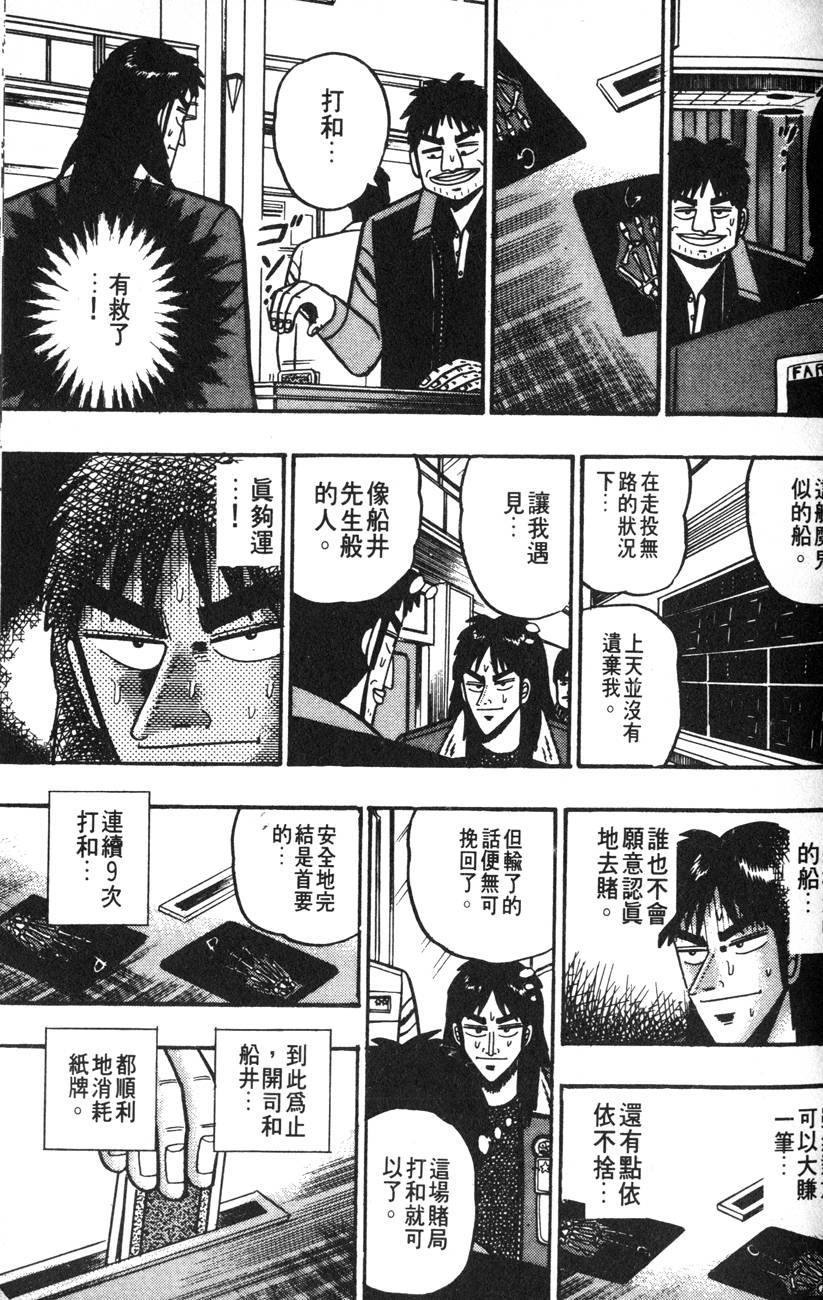 FAR
打和…
有救了
…!
似的船。
在走投無
路的狀況
下…
上天並沒有
遺棄我。
讓我遇
見…
像船井
先生般
的人。
眞夠運
…!
的船…
誰也不會
願意認眞
地去賭。
可以大賺
一筆…
還有點依
依不捨…
但輸了的
話便無可
挽回了。
這場賭局
打和就可
以了。
安全地完
結是首要
的…
連續9次
打和…
到此爲止
，開司和
船井…
都順利
地消耗
紙牌。